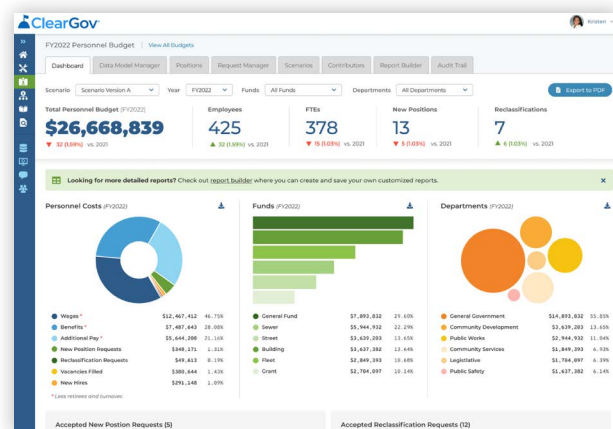 ClearGov
Kristen
FY2022 Personnel Budget | View All Budgets
Dashboard Data Model Manager Positions Request Manager Scenarios Contributors Report Builder Audit Trail
Scenario Scenario Version A Year FY2022 Funds All Funds Departments All Departments Export to PDF
Total Personnel Budget (FY2022) Employees FTEs New Positions Reclassifications
$26,668,839 425 378 13 7
▼ 32 (1.59%) vs. 2021 ▲ 32 (1.59%) vs. 2021 ▼ 15 (1.03%) vs. 2021 ▼ 5 (1.03%) vs. 2021 ▲ 6 (1.03%) vs. 2021
Looking for more detailed reports? Check out report builder where you can create and save your own customized reports. ×
Personnel Costs (FY2022) Funds (FY2022) Departments (FY2022)
Wages * $12,467,412 46.75% General Fund $7,893,832 29.60% General Government $14,893,832 55.85%
Benefits * $7,487,643 28.08% Sewer $5,944,932 22.29% Community Development $3,639,203 13.65%
Additional Pay * $5,644,208 21.16% Street $3,639,203 13.65% Public Works $2,944,932 11.04%
New Position Requests $348,171 1.31% Building $3,637,382 13.64% Community Services $1,849,393 6.93%
Reclassification Requests $49,613 0.19% Fleet $2,849,393 10.68% Legistlative $1,704,097 6.39%
Vacancies Filled $380,644 1.43% Grant $2,704,097 10.14% Public Safety $1,637,382 6.14%
New Hires $291,148 1.09%
* Less retirees and turnover.
Accepted New Postion Requests (5) Accepted Reclassification Requests (12)